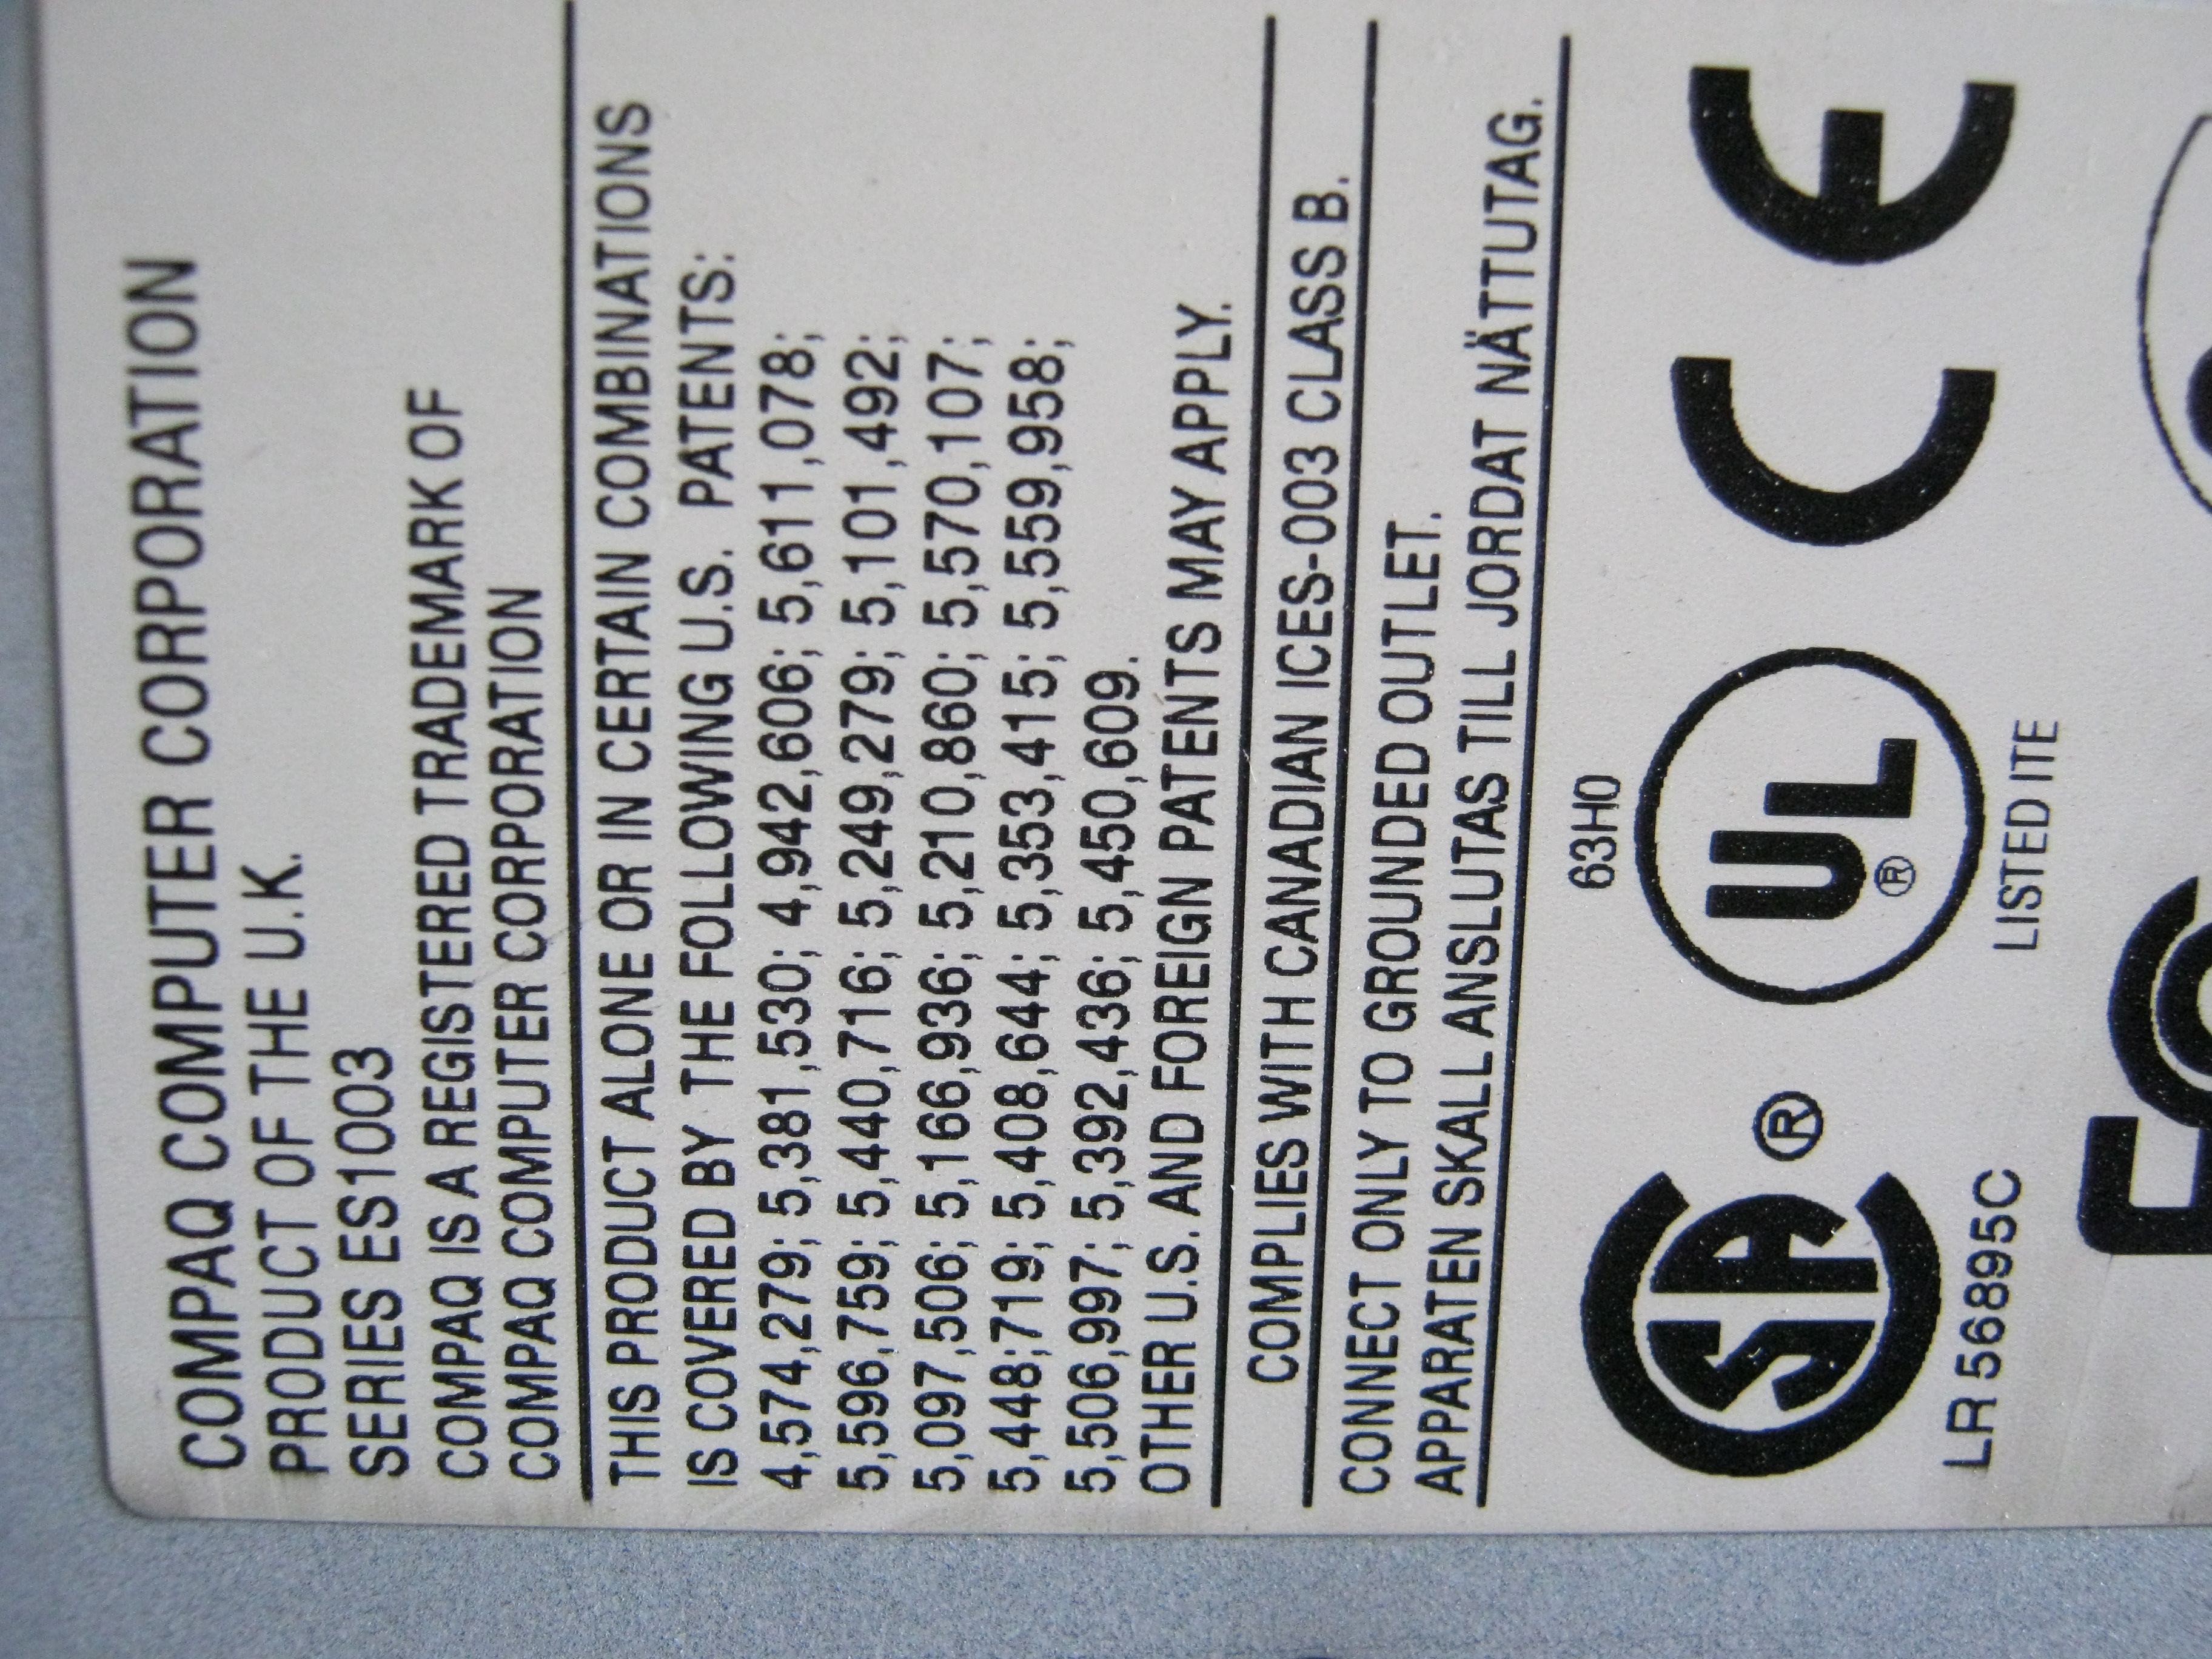 COMPAQ COMPUTER CORPORATION
PRODUCT OF THE U.K.
SERIES ES1003
COMPAQ IS A REGISTERED TRADEMARK OF
COMPAQ COMPUTER CORPORATION
THIS PRODUCT ALONE OR IN CERTAIN COMBINATIONS
IS COVERED BY THE FOLLOWING U.S. PATENTS:
4,574,279; 5,381,530; 4,942,606; 5,611,078;
5,596,759; 5,440,716; 5,249,279; 5,101,492;
5,097,506; 5,166,936; 5,210,860; 5,570,107;
5,448;719; 5,408,644; 5,353,415; 5,559,958;
5,506,997; 5,392,436; 5,450,609.
OTHER U.S. AND FOREIGN PATENTS MAY APPLY.
COMPLIES WITH CANADIAN ICES-003 CLASS B.
CONNECT ONLY TO GROUNDED OUTLET.
APPARATEN SKALL ANSLUTAS TILL JORDAT NÄTTUTAG.
63H0
SA ® UL ® CE
LR 56895C LISTED ITE